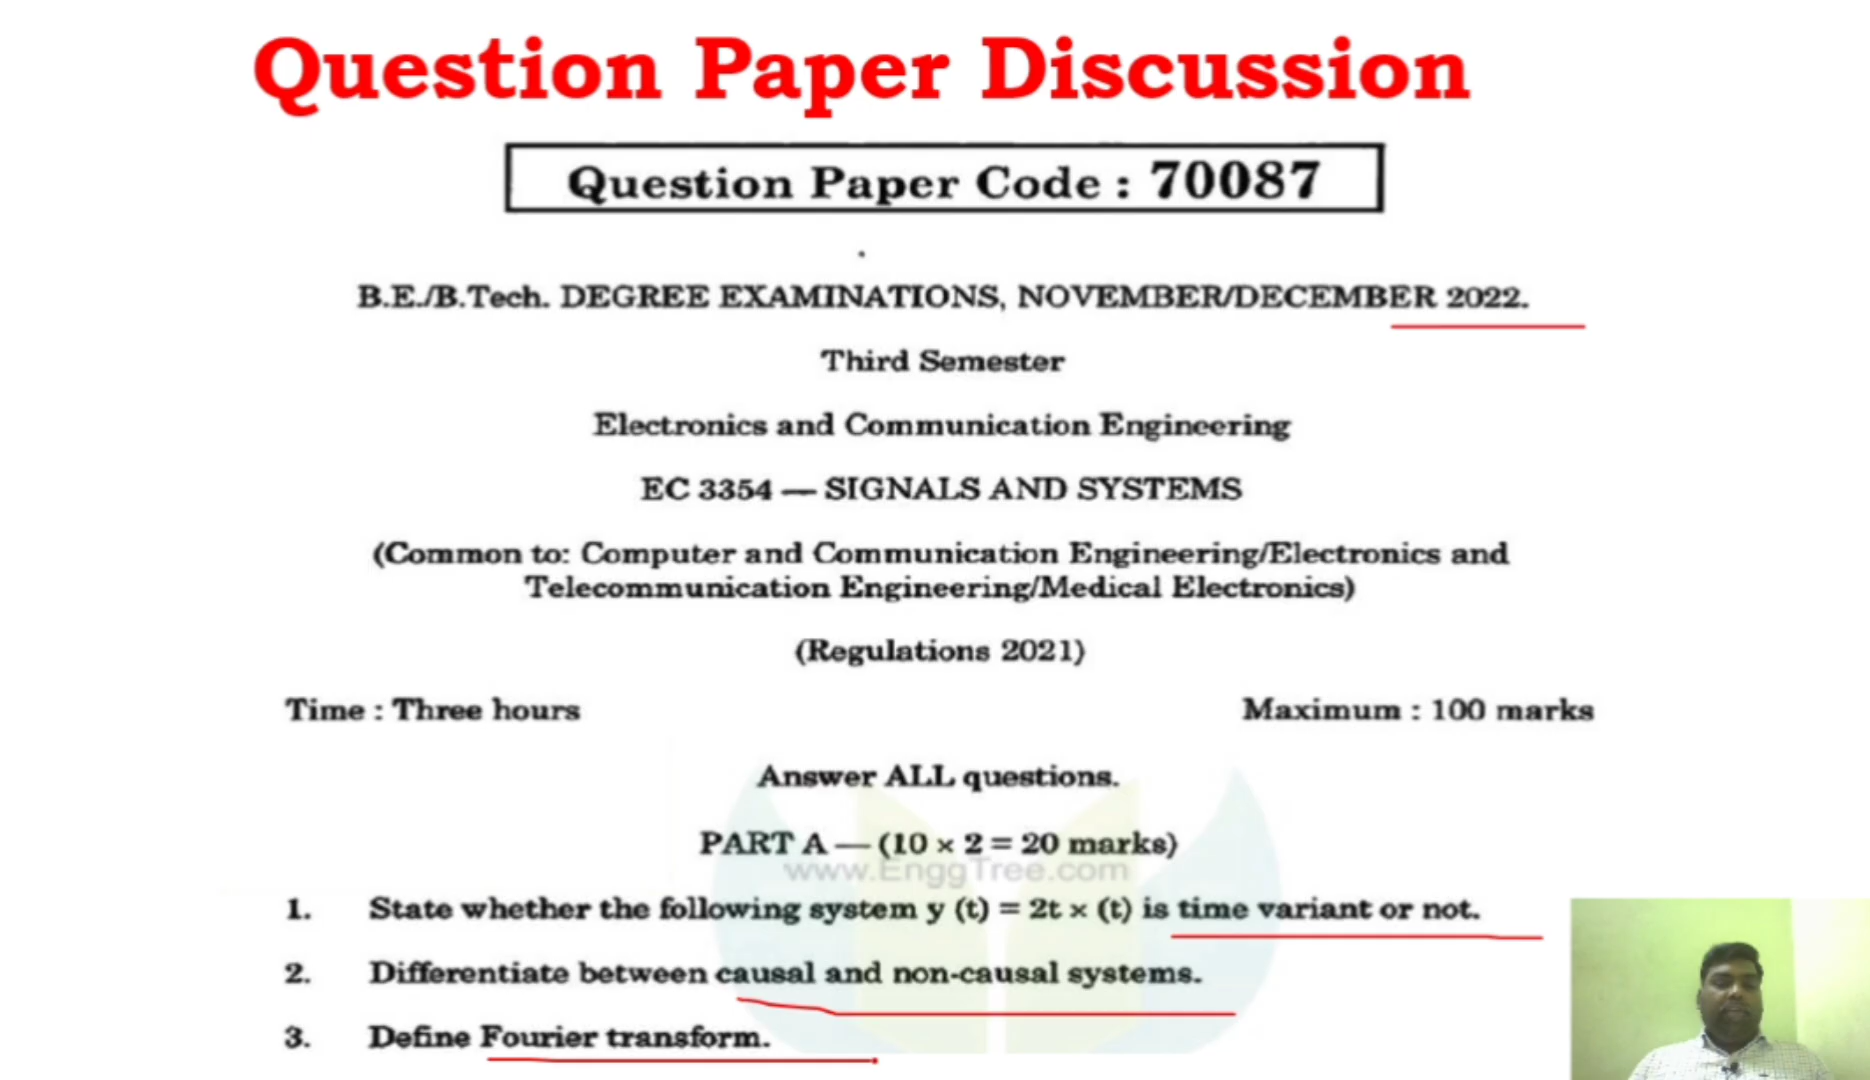 Question Paper Discussion
Question Paper Code : 70087
B.E./B.Tech. DEGREE EXAMINATIONS, NOVEMBER/DECEMBER 2022.
Third Semester
Electronics and Communication Engineering
EC 3354 — SIGNALS AND SYSTEMS
(Common to: Computer and Communication Engineering/Electronics and
Telecommunication Engineering/Medical Electronics)
(Regulations 2021)
Time : Three hours Maximum : 100 marks
Answer ALL questions.
PART A — (10 × 2 = 20 marks)
www.EnggTree.com
1. State whether the following system y (t) = 2t × (t) is time variant or not.
2. Differentiate between causal and non-causal systems.
3. Define Fourier transform.